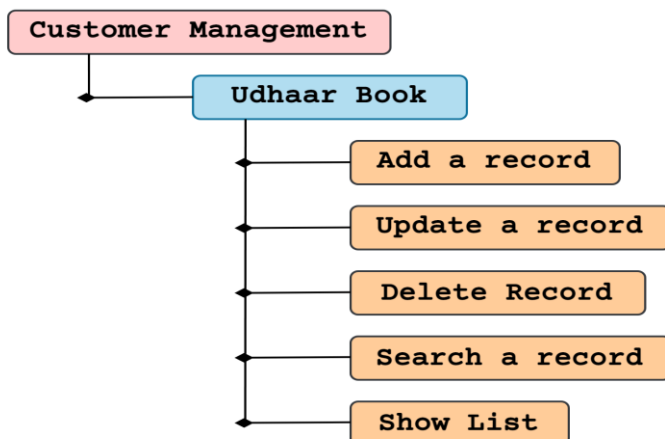 Customer Management
Udhaar Book
Add a record
Update a record
Delete Record
Search a record
Show List